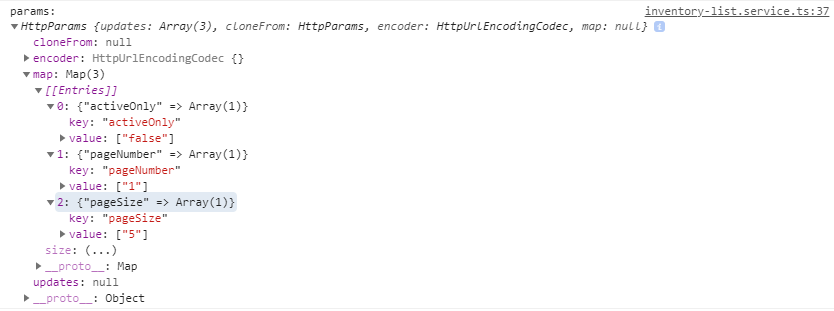 params: inventory-list.service.ts:37
▼HttpParams {updates: Array(3), cloneFrom: HttpParams, encoder: HttpUrlEncodingCodec, map: null} i
cloneFrom: null
▶encoder: HttpUrlEncodingCodec {}
▼map: Map(3)
▼[[Entries]]
▼0: {"activeOnly" => Array(1)}
key: "activeOnly"
▶value: ["false"]
▼1: {"pageNumber" => Array(1)}
key: "pageNumber"
▶value: ["1"]
▼2: {"pageSize" => Array(1)}
key: "pageSize"
▶value: ["5"]
size: (...)
▶__proto__: Map
updates: null
▶__proto__: Object